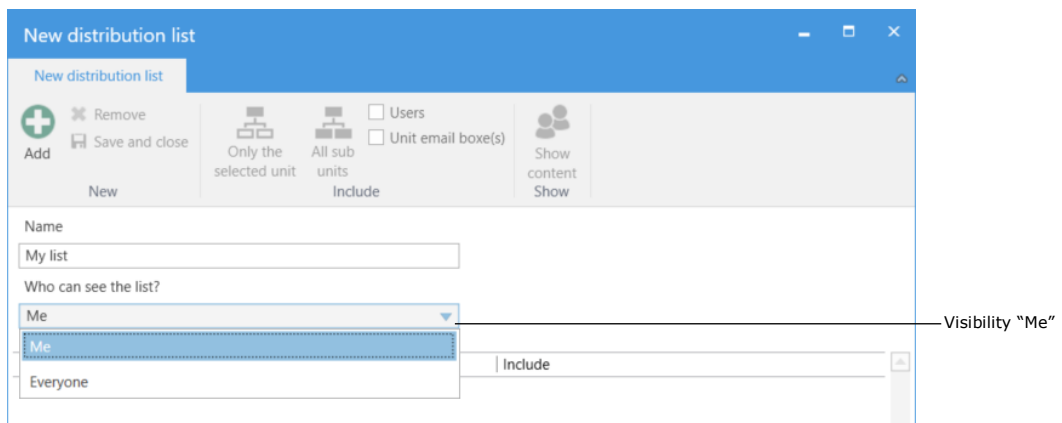 New distribution list
New distribution list
Add
Remove
Save and close
New
Only the
selected unit
All sub
units
Users
Unit email boxe(s)
Include
Show
content
Show
Name
My list
Who can see the list?
Me
Visibility “Me”
Me
Everyone
Include